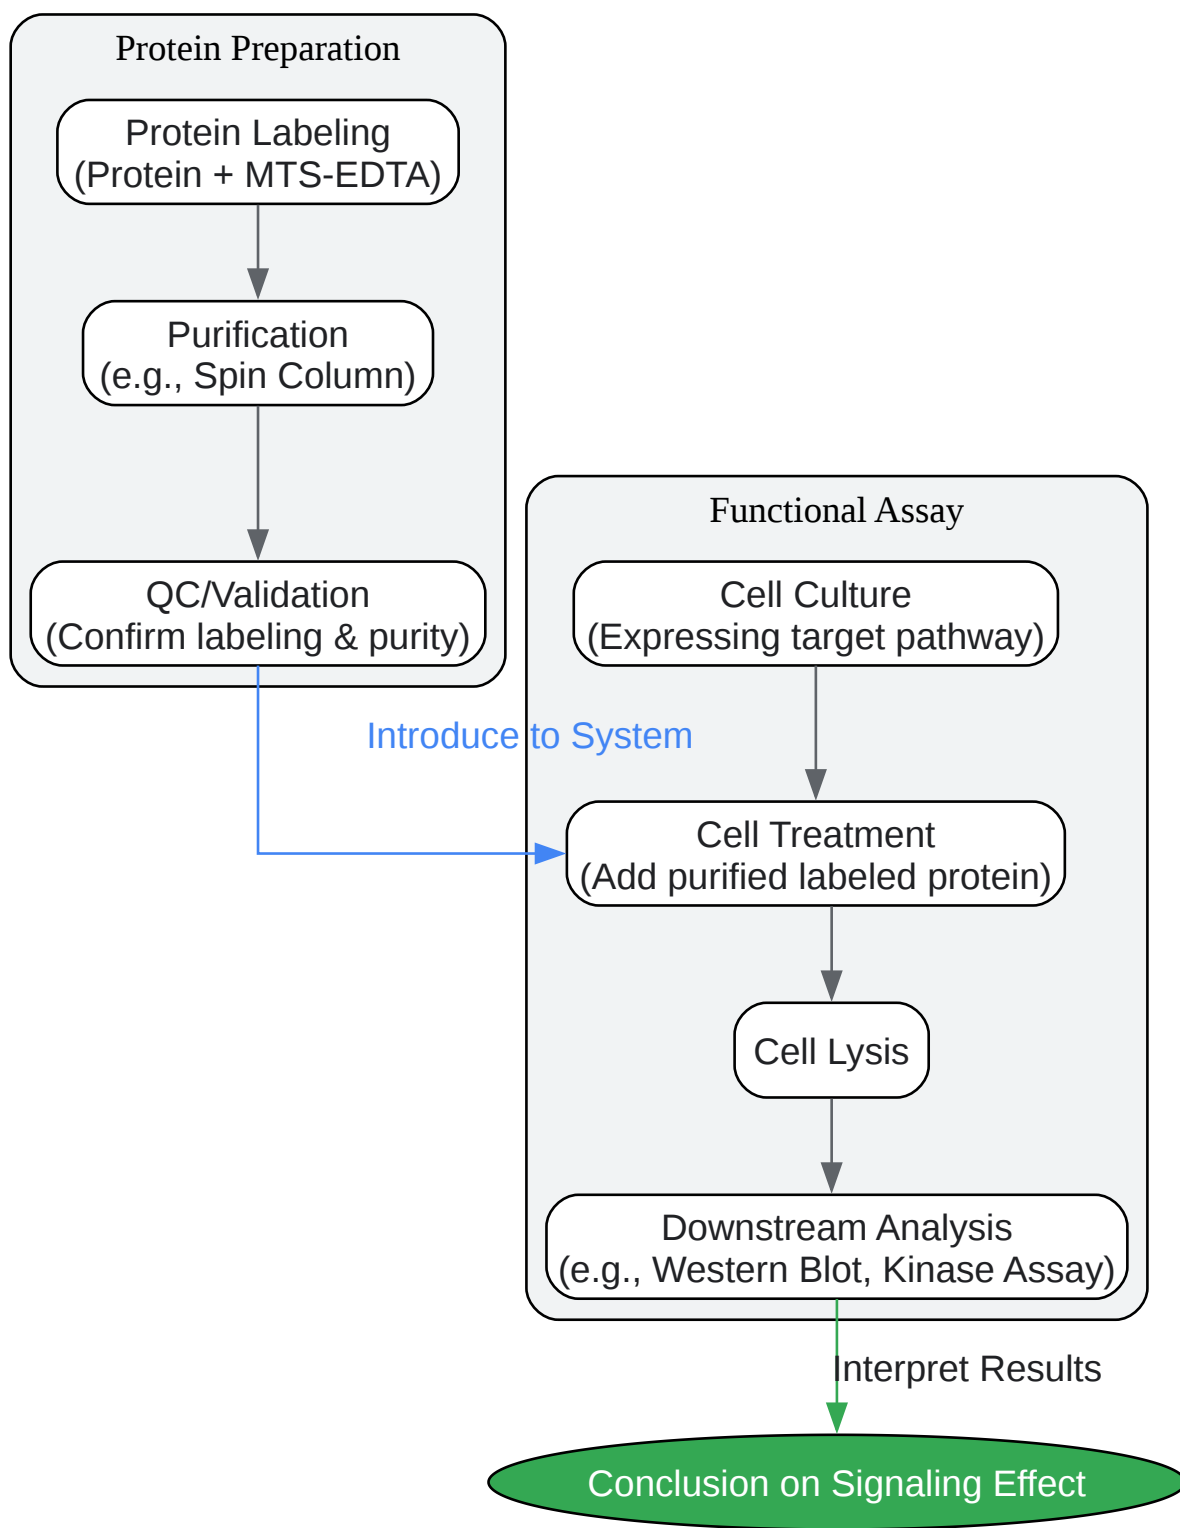 Protein Preparation
Protein Labeling
(Protein + MTS-EDTA)
Purification
(e.g., Spin Column)
QC/Validation
(Confirm labeling & purity)
Introduce to System
Functional Assay
Cell Culture
(Expressing target pathway)
Cell Treatment
(Add purified labeled protein)
Cell Lysis
Downstream Analysis
(e.g., Western Blot, Kinase Assay)
Interpret Results
Conclusion on Signaling Effect